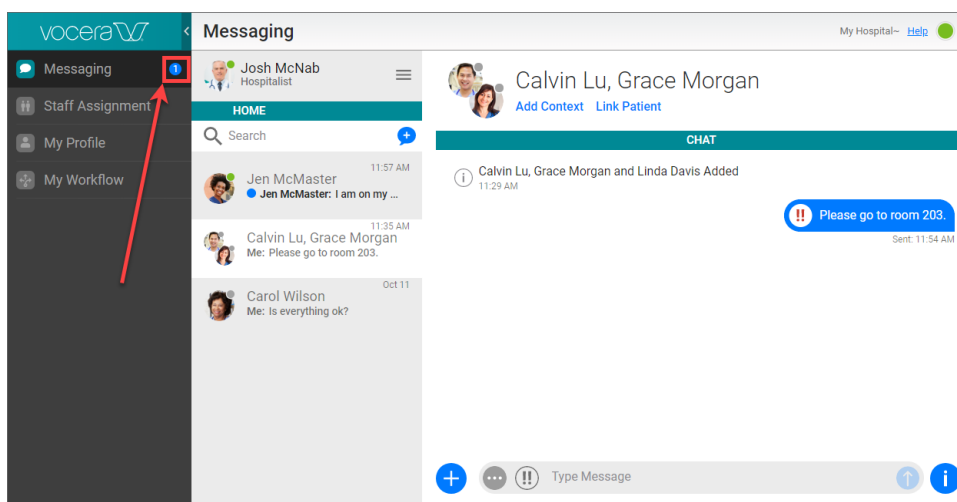 vocera
Messaging
My Hospital~ Help
Messaging 1
Staff Assignment
My Profile
My Workflow
Josh McNab
Hospitalist
HOME
Search
11:57 AM
Jen McMaster
Jen McMaster: I am on my ...
11:35 AM
Calvin Lu, Grace Morgan
Me: Please go to room 203.
Oct 11
Carol Wilson
Me: Is everything ok?
Calvin Lu, Grace Morgan
Add Context Link Patient
CHAT
i Calvin Lu, Grace Morgan and Linda Davis Added
11:29 AM
!! Please go to room 203.
Sent: 11:54 AM
!! Type Message i